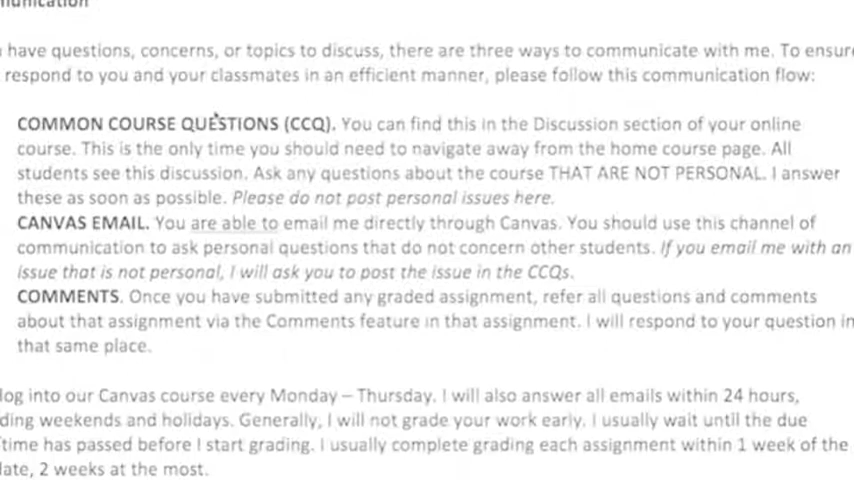 have questions, concerns, or topics to discuss, there are three ways to communicate with me. To ensure
respond to you and your classmates in an efficient manner, please follow this communication flow:
COMMON COURSE QUESTIONS (CCQ). You can find this in the Discussion section of your online
course. This is the only time you should need to navigate away from the home course page. All
students see this discussion. Ask any questions about the course THAT ARE NOT PERSONAL. I answer
these as soon as possible. Please do not post personal issues here.
CANVAS EMAIL. You are able to email me directly through Canvas. You should use this channel of
communication to ask personal questions that do not concern other students. If you email me with an
issue that is not personal, I will ask you to post the issue in the CCQs.
COMMENTS. Once you have submitted any graded assignment, refer all questions and comments
about that assignment via the Comments feature in that assignment. I will respond to your question in
that same place.
log into our Canvas course every Monday – Thursday. I will also answer all emails within 24 hours,
ding weekends and holidays. Generally, I will not grade your work early. I usually wait until the due
time has passed before I start grading. I usually complete grading each assignment within 1 week of the
late, 2 weeks at the most.